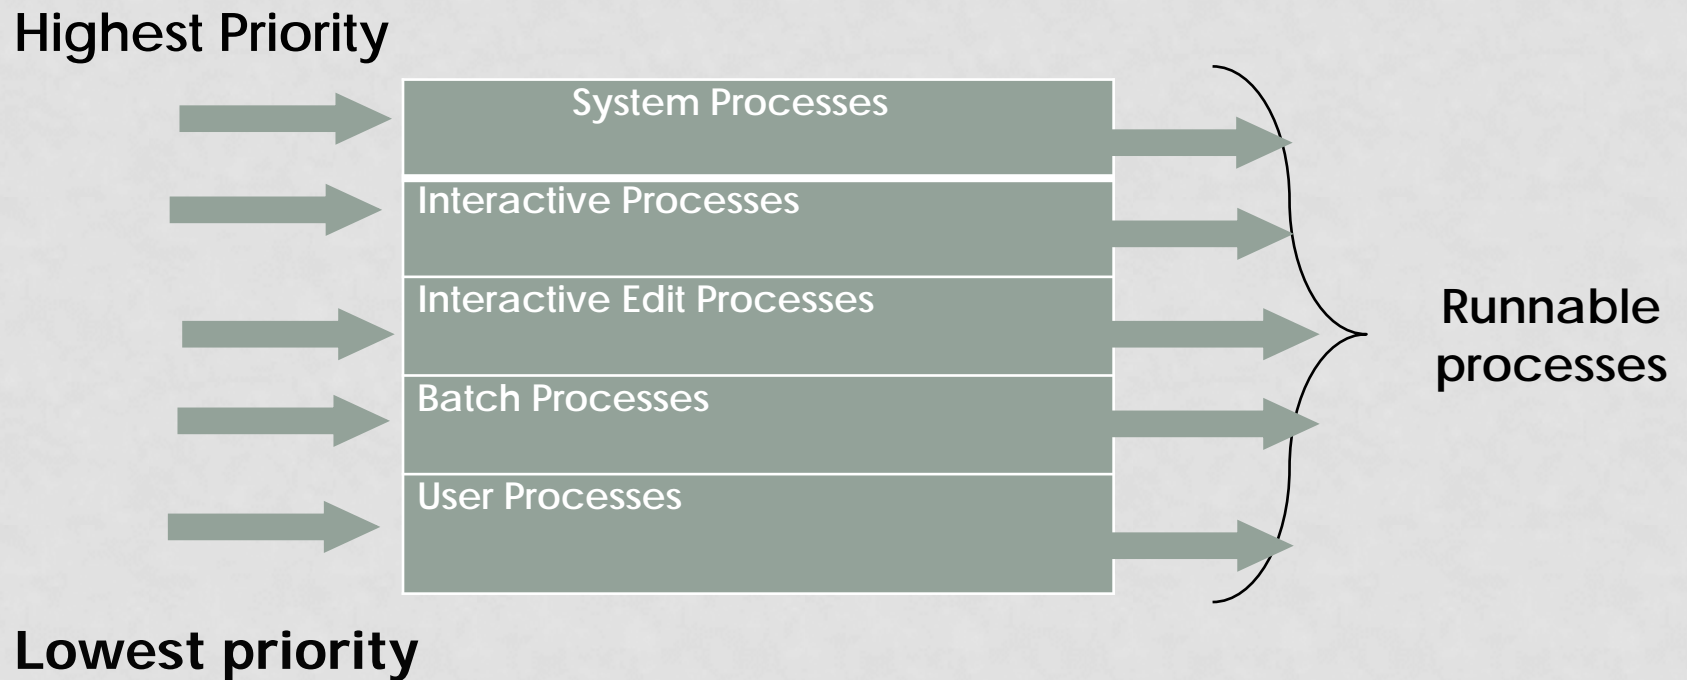 Highest Priority
System Processes
Interactive Processes
Interactive Edit Processes
Batch Processes
User Processes
Runnable
processes
Lowest priority